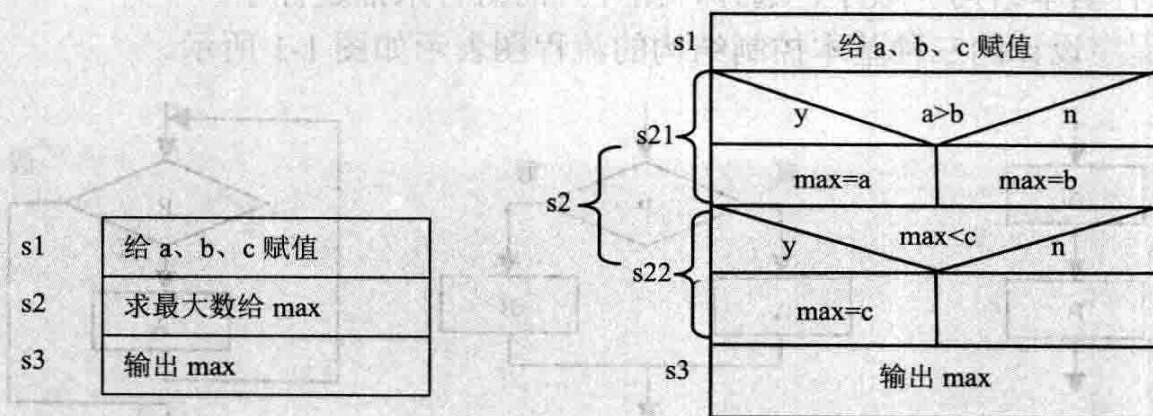 s1
给 a、b、c 赋值
s2
求最大数给 max
s3
输出 max
s1
给 a、b、c 赋值
s2
s21
y
a>b
n
max=a
max=b
s22
y
max<c
n
max=c
s3
输出 max